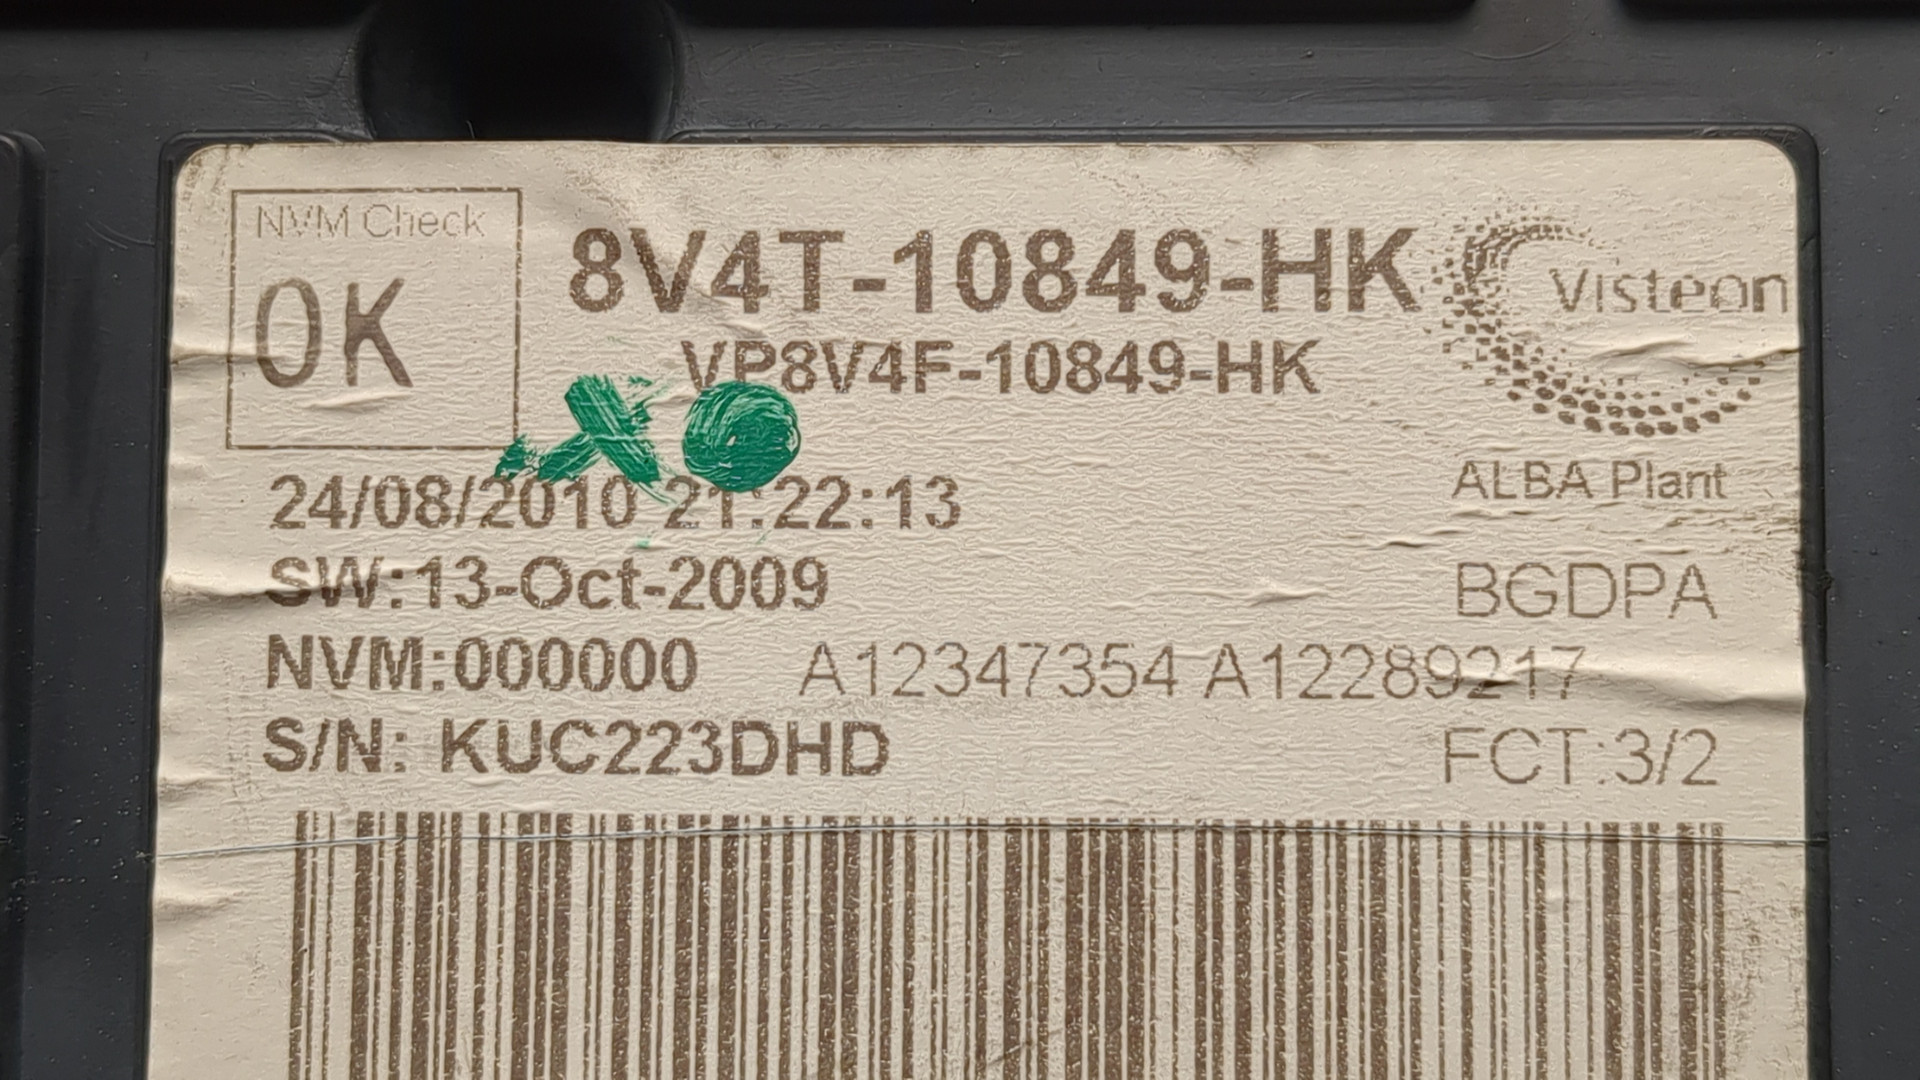 NVM Check
OK
8V4T-10849-HK
Visteon
VP8V4F-10849-HK
24/08/2010 21:22:13
ALBA Plant
SW:13-Oct-2009
BGDPA
NVM:000000 A12347354 A12289217
S/N: KUC223DHD
FCT:3/2